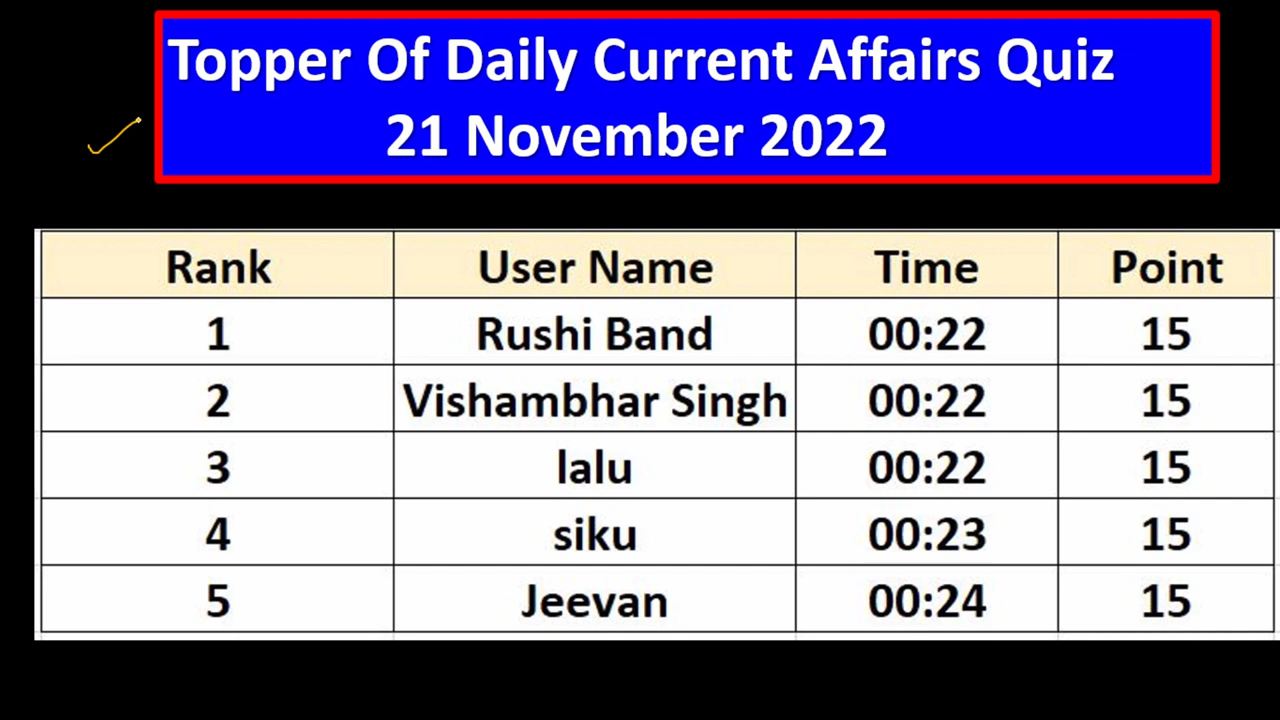 Topper Of Daily Current Affairs Quiz
21 November 2022
Rank User Name Time Point
1 Rushi Band 00:22 15
2 Vishambhar Singh 00:22 15
3 lalu 00:22 15
4 siku 00:23 15
5 Jeevan 00:24 15